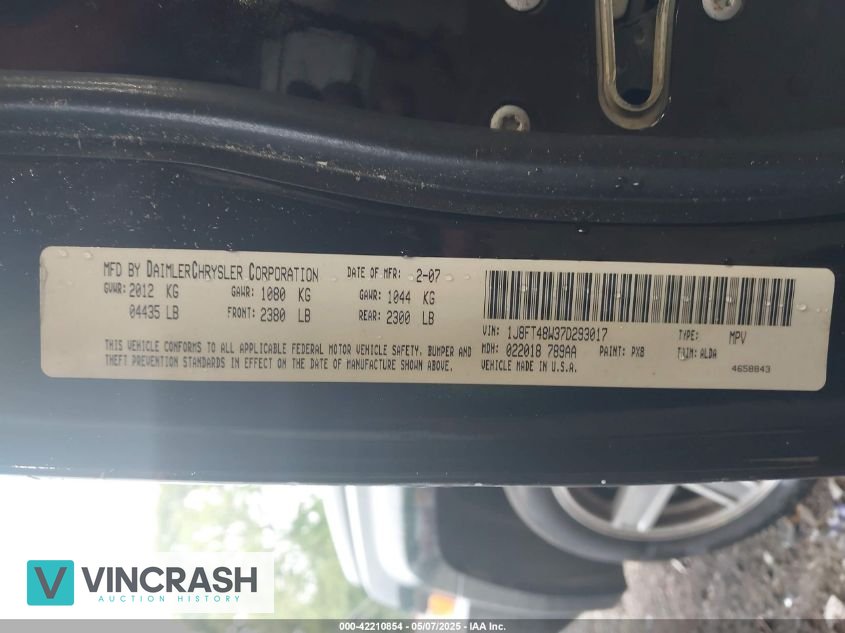 MFD BY DAIMLERCHRYSLER CORPORATION DATE OF MFR: 2-07
GVWR: 2012 KG GAWR: 1080 KG GAWR: 1044 KG
04435 LB FRONT: 2380 LB REAR: 2300 LB
THIS VEHICLE CONFORMS TO ALL APPLICABLE FEDERAL MOTOR VEHICLE SAFETY, BUMPER AND
THEFT PREVENTION STANDARDS IN EFFECT ON THE DATE OF MANUFACTURE SHOWN ABOVE.
VIN: 1J8FT48W37D293017 TYPE: MPV
MDH: 022018 789AA PAINT: PX8 TRIM: ALDA
VEHICLE MADE IN U.S.A. 4658843
V VINCRASH
AUCTION HISTORY
000-42210854 — 05/07/2025 - IAA Inc.